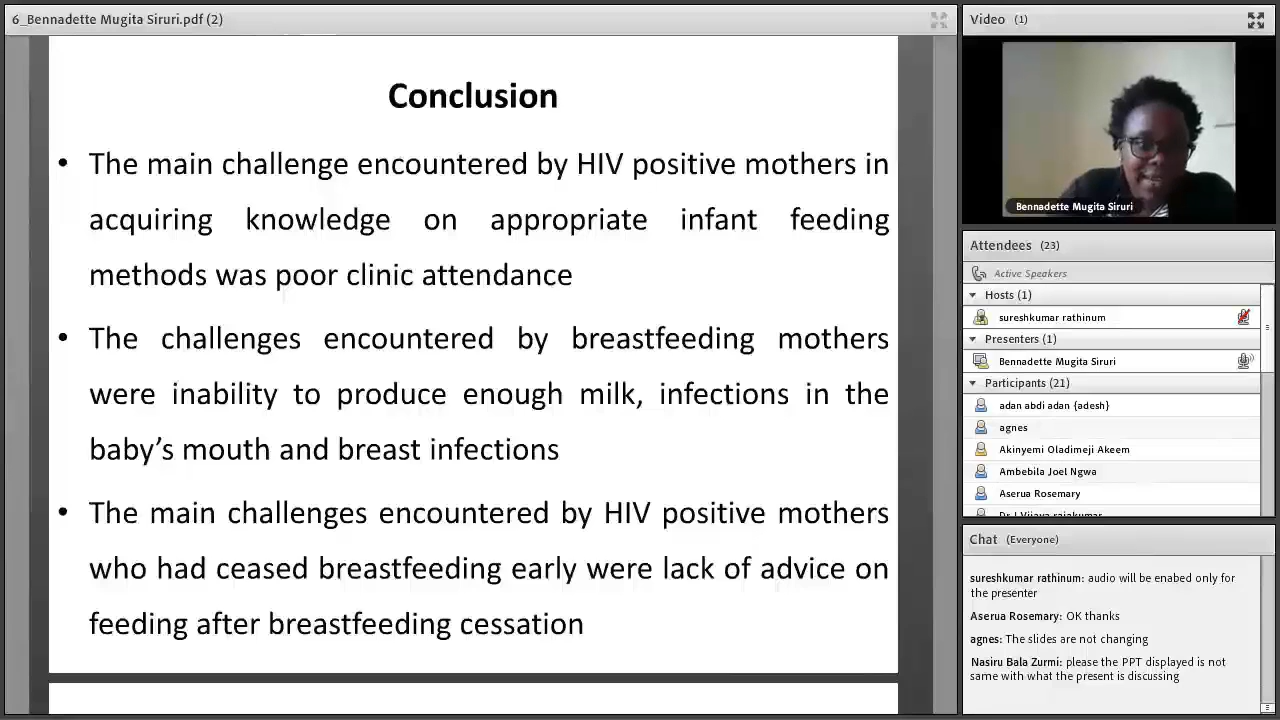 6_Bennadette Mugita Siruri.pdf (2)
Conclusion
• The main challenge encountered by HIV positive mothers in
acquiring knowledge on appropriate infant feeding
methods was poor clinic attendance
• The challenges encountered by breastfeeding mothers
were inability to produce enough milk, infections in the
baby's mouth and breast infections
• The main challenges encountered by HIV positive mothers
who had ceased breastfeeding early were lack of advice on
feeding after breastfeeding cessation
Video (1)
Bennadette Mugita Siruri
Attendees (23)
Active Speakers
Hosts (1)
sureshkumar rathinum
Presenters (1)
Bennadette Mugita Siruri
Participants (21)
adan abdi adan {adesh}
agnes
Akinyemi Oladimeji Akeem
Ambebila Joel Ngwa
Aserua Rosemary
Chat (Everyone)
sureshkumar rathinum: audio will be enabed only for
the presenter
Aserua Rosemary: OK thanks
agnes: The slides are not changing
Nasiru Bala Zurmi: please the PPT displayed is not
same with what the present is discussing